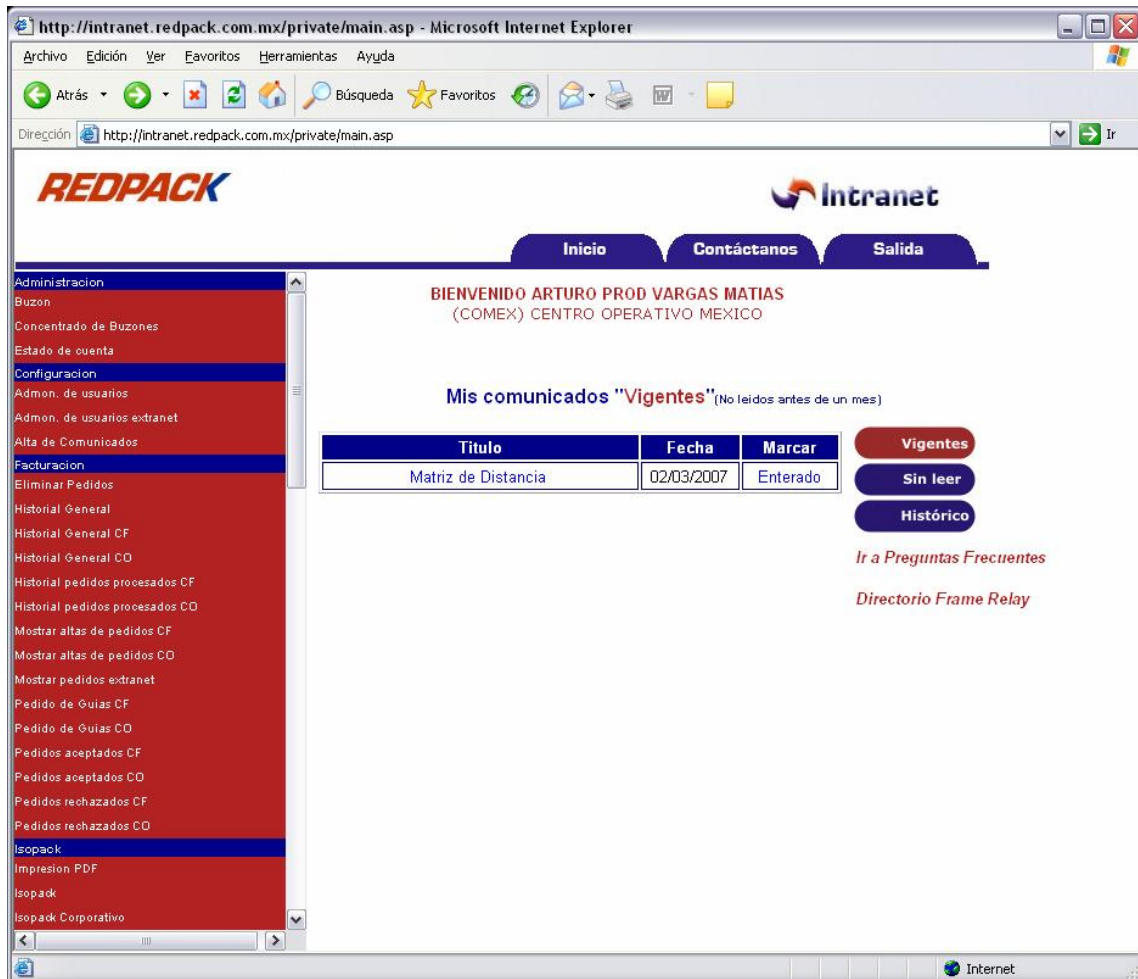 http://intranet.redpack.com.mx/private/main.asp - Microsoft Internet Explorer
Archivo Edición Ver Favoritos Herramientas Ayuda
Atrás Búsqueda Favoritos
Dirección http://intranet.redpack.com.mx/private/main.asp Ir
REDPACK Intranet
Inicio Contáctanos Salida
Administracion
Buzon
Concentrado de Buzones
Estado de cuenta
Configuracion
Admon. de usuarios
Admon. de usuarios extranet
Alta de Comunicados
Facturacion
Eliminar Pedidos
Historial General
Historial General CF
Historial General CO
Historial pedidos procesados CF
Historial pedidos procesados CO
Mostrar altas de pedidos CF
Mostrar altas de pedidos CO
Mostrar pedidos extranet
Pedido de Guias CF
Pedido de Guias CO
Pedidos aceptados CF
Pedidos aceptados CO
Pedidos rechazados CF
Pedidos rechazados CO
Isopack
Impresion PDF
Isopack
Isopack Corporativo
BIENVENIDO ARTURO PROD VARGAS MATIAS
(COMEX) CENTRO OPERATIVO MEXICO
Mis comunicados "Vigentes"(No leidos antes de un mes)
Titulo Fecha Marcar
Matriz de Distancia 02/03/2007 Enterado
Vigentes
Sin leer
Histórico
Ir a Preguntas Frecuentes
Directorio Frame Relay
Internet